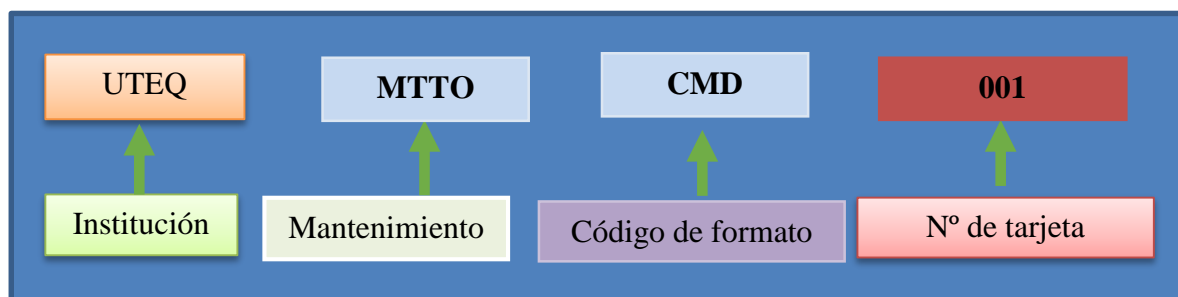 UTEQ
MTTO
CMD
001
Institución
Mantenimiento
Código de formato
Nº de tarjeta